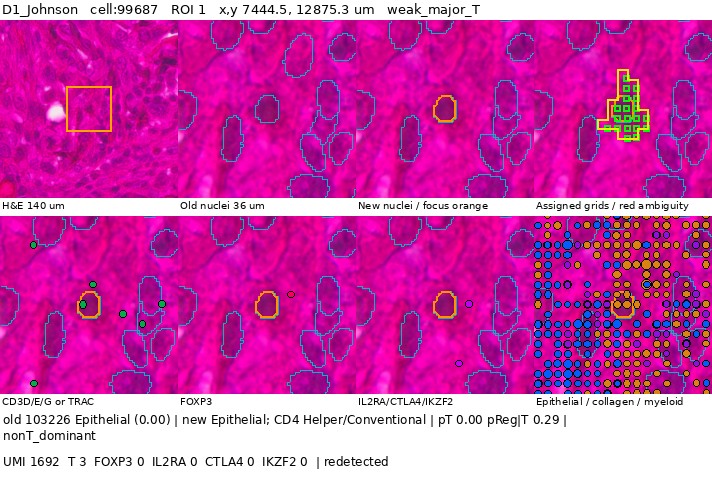 D1_Johnson cell:99687 ROI 1 x,y 7444.5, 12875.3 um weak_major_T
H&E 140 um
Old nuclei 36 um
New nuclei / focus orange
Assigned grids / red ambiguity
CD3D/E/G or TRAC
FOXP3
IL2RA/CTLA4/IKZF2
Epithelial / collagen / myeloid
old 103226 Epithelial (0.00) | new Epithelial; CD4 Helper/Conventional | pT 0.00 pReg|T 0.29 |
nonT_dominant
UMI 1692 T 3 FOXP3 0 IL2RA 0 CTLA4 0 IKZF2 0 | redetected